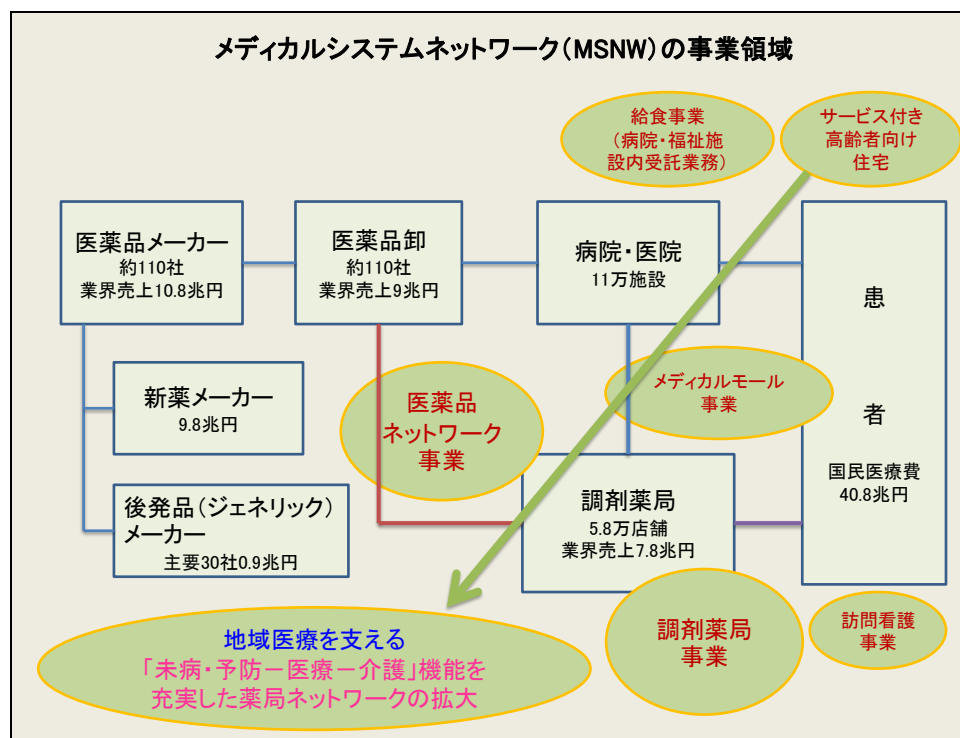 メディカルシステムネットワーク(MSNW)の事業領域
給食事業
(病院・福祉施
設内受託業務)
サービス付き
高齢者向け
住宅
医薬品メーカー
約110社
業界売上10.8兆円
医薬品卸
約110社
業界売上9兆円
病院・医院
11万施設
患
者
国民医療費
40.8兆円
新薬メーカー
9.8兆円
医薬品
ネットワーク
事業
メディカルモール
事業
後発品(ジェネリック)
メーカー
主要30社0.9兆円
調剤薬局
5.8万店舗
業界売上7.8兆円
地域医療を支える
「未病・予防-医療-介護」機能を
充実した薬局ネットワークの拡大
調剤薬局
事業
訪問看護
事業